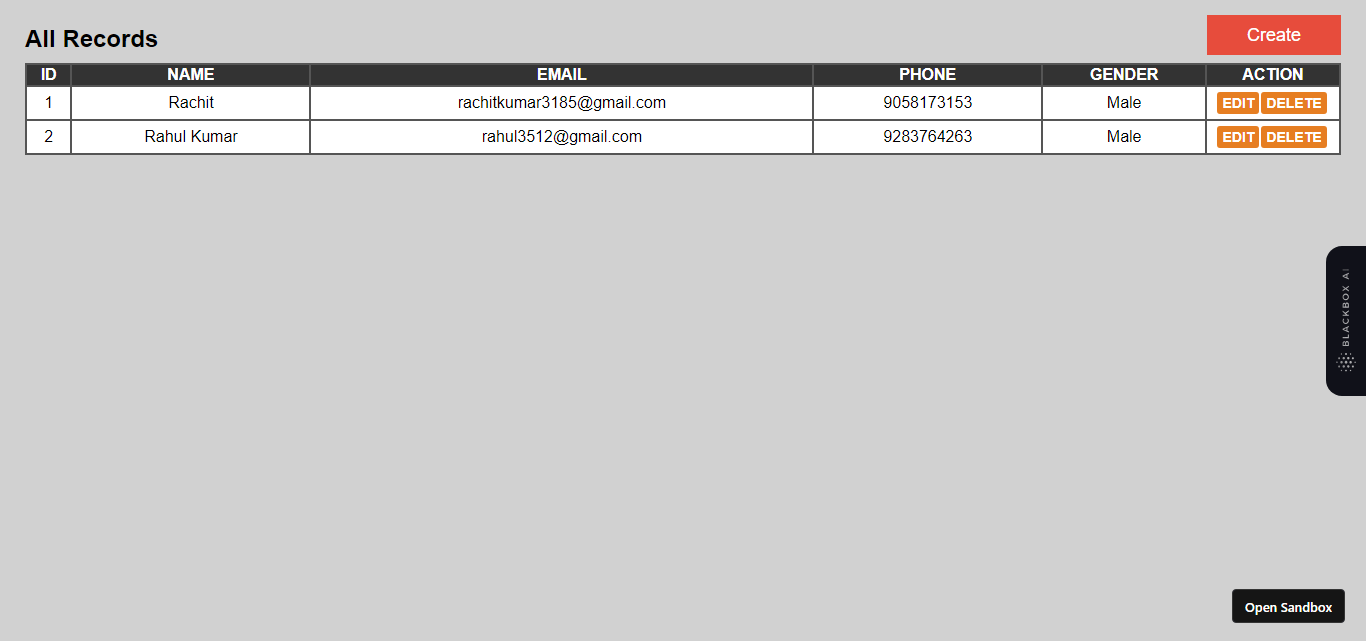 All Records
Create
ID NAME EMAIL PHONE GENDER ACTION
1 Rachit rachitkumar3185@gmail.com 9058173153 Male EDIT DELETE
2 Rahul Kumar rahul3512@gmail.com 9283764263 Male EDIT DELETE
BLACKBOX AI
Open Sandbox